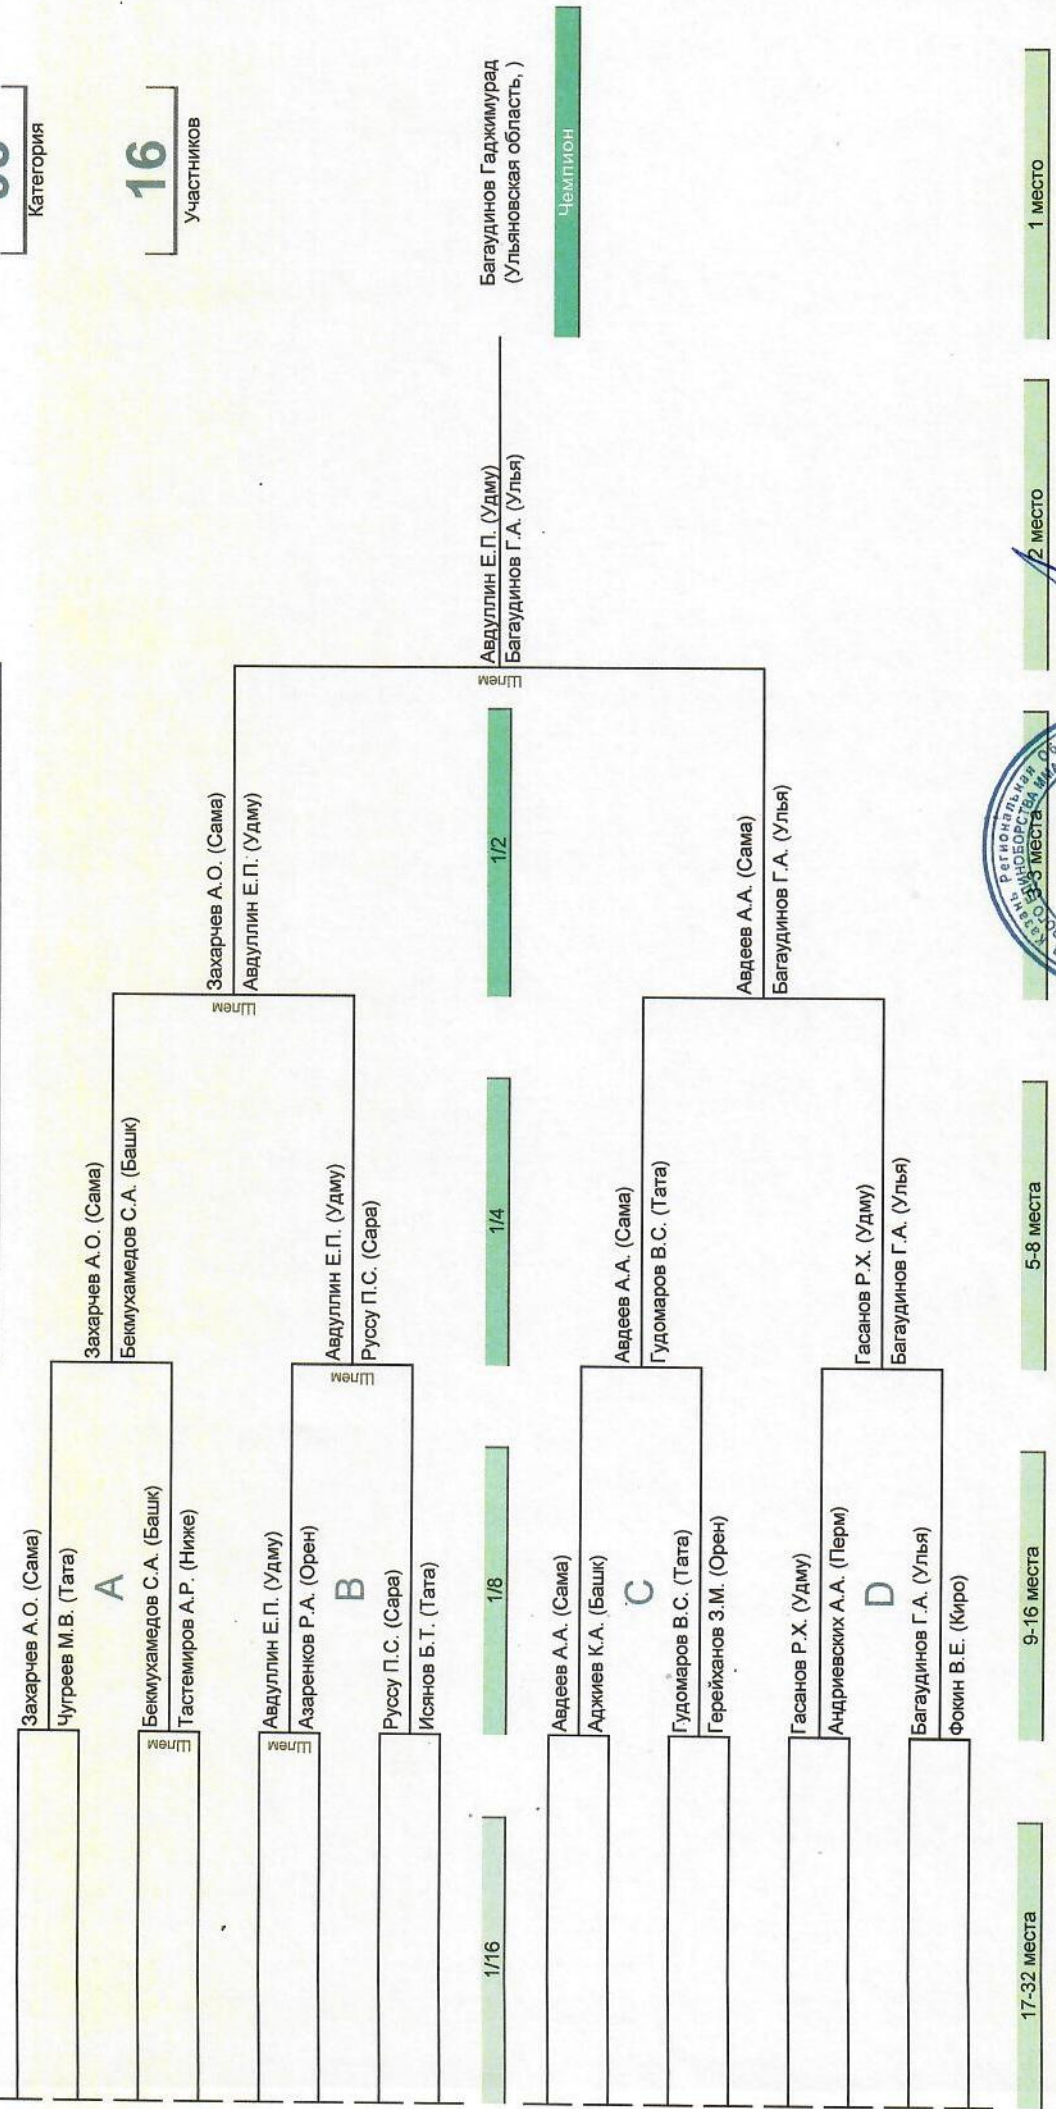 Категория
16
Участников
Захарчев А.О. (Сама)
Чугреев М.В. (Тата)
A
Бекмухамедов С.А. (Башк)
Тастемиров А.Р. (Ниже)
Шлем
Авдуллин Е.П. (Удму)
Азаренков Р.А. (Орен)
Шлем
B
Руссу П.С. (Сара)
Исянов Б.Т. (Тата)
Захарчев А.О. (Сама)
Бекмухамедов С.А. (Башк)
Авдуллин Е.П. (Удму)
Руссу П.С. (Сара)
Шлем
Захарчев А.О. (Сама)
Авдуллин Е.П. (Удму)
Шлем
Авдуллин Е.П. (Удму)
Багаудинов Г.А. (Улья)
Шлем
Багаудинов Гаджимурад
(Ульяновская область, )
Чемпион
1/16
1/8
1/4
1/2
Авдеев А.А. (Сама)
Аджиев К.А. (Башк)
C
Гудомаров В.С. (Тата)
Герейханов З.М. (Орен)
Гасанов Р.Х. (Удму)
Андриевских А.А. (Перм)
D
Багаудинов Г.А. (Улья)
Фокин В.Е. (Киро)
Авдеев А.А. (Сама)
Гудомаров В.С. (Тата)
Гасанов Р.Х. (Удму)
Багаудинов Г.А. (Улья)
Авдеев А.А. (Сама)
Багаудинов Г.А. (Улья)
17-32 места
9-16 места
5-8 места
3-3 места
2 место
1 место
Казань Региональная
ЕДИНОБОРСТВА ММА